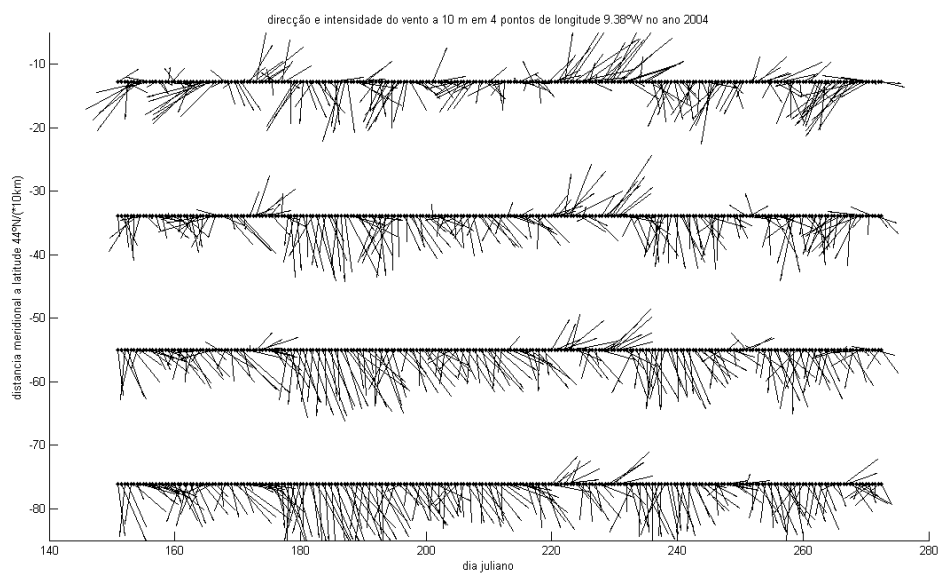 direcção e intensidade do vento a 10 m em 4 pontos de longitude 9.38ºW no ano 2004
-10
-20
-30
-40
-50
-60
-70
-80
distancia meridional a latitude 44ºN/(*10km)
140 160 180 200 220 240 260 280
dia juliano